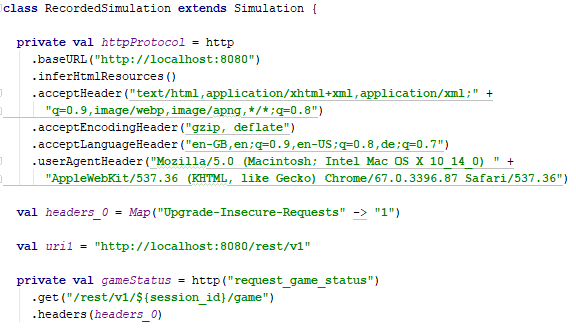 class RecordedSimulation extends Simulation {
private val httpProtocol = http
.baseURL("http://localhost:8080")
.inferHtmlResources()
.acceptHeader("text/html,application/xhtml+xml,application/xml;" +
"q=0.9,image/webp,image/apng,*/*;q=0.8")
.acceptEncodingHeader("gzip, deflate")
.acceptLanguageHeader("en-GB,en;q=0.9,en-US;q=0.8,de;q=0.7")
.userAgentHeader("Mozilla/5.0 (Macintosh; Intel Mac OS X 10_14_0) " +
"AppleWebKit/537.36 (KHTML, like Gecko) Chrome/67.0.3396.87 Safari/537.36")
val headers_0 = Map("Upgrade-Insecure-Requests" -> "1")
val uri1 = "http://localhost:8080/rest/v1"
private val gameStatus = http("request_game_status")
.get("/rest/v1/${session_id}/game")
.headers(headers_0)